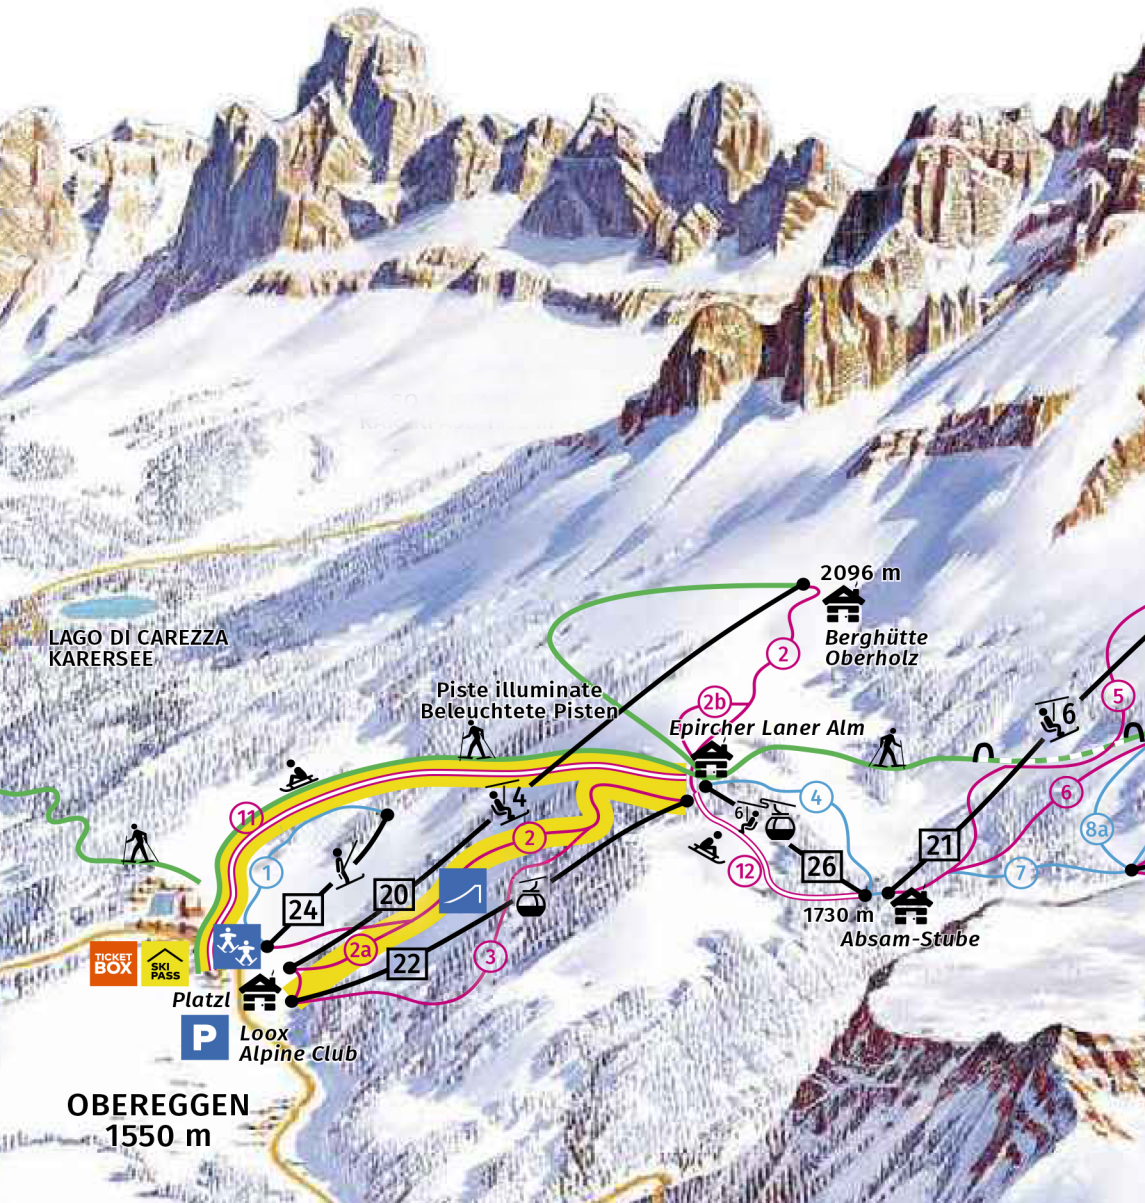 2096 m
Berghütte
Oberholz
LAGO DI CAREZZA
KARERSEE
2
Piste illuminate
Beleuchtete Pisten
2b
Epircher Laner Alm
5
6
11
4
6
4
6
2
1
12
26
21
8a
7
20
24
1730 m
Absam-Stube
2a
22
3
TICKET
BOX
SKI
PASS
Platzl
P
Loox
Alpine Club
OBEREGGEN
1550 m